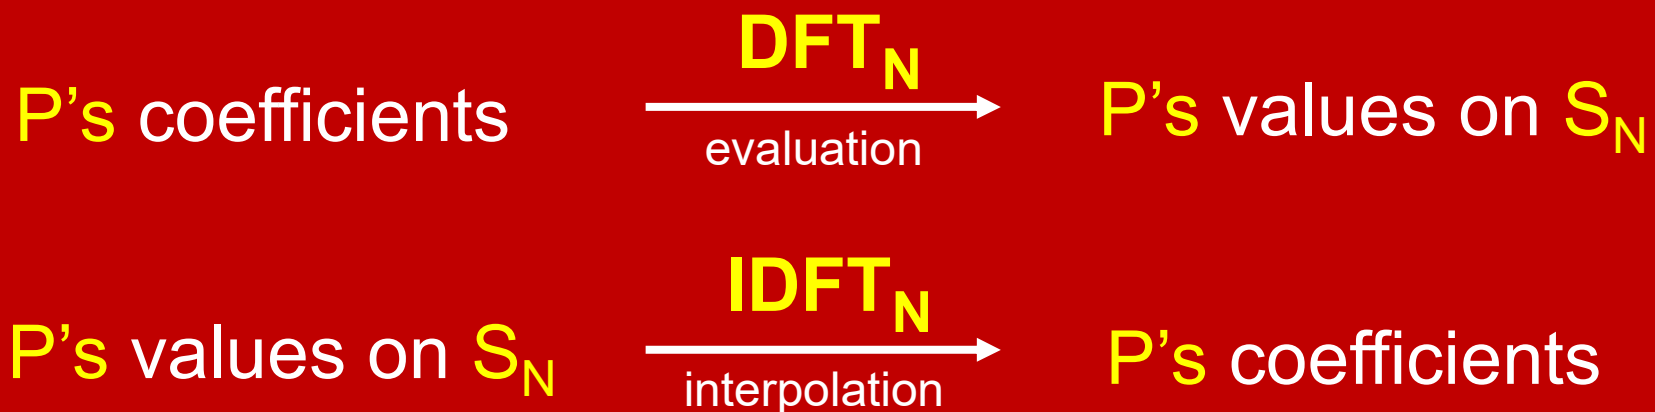 DFT_N
P’s coefficients
evaluation
P’s values on S_N
IDFT_N
P’s values on S_N
interpolation
P’s coefficients